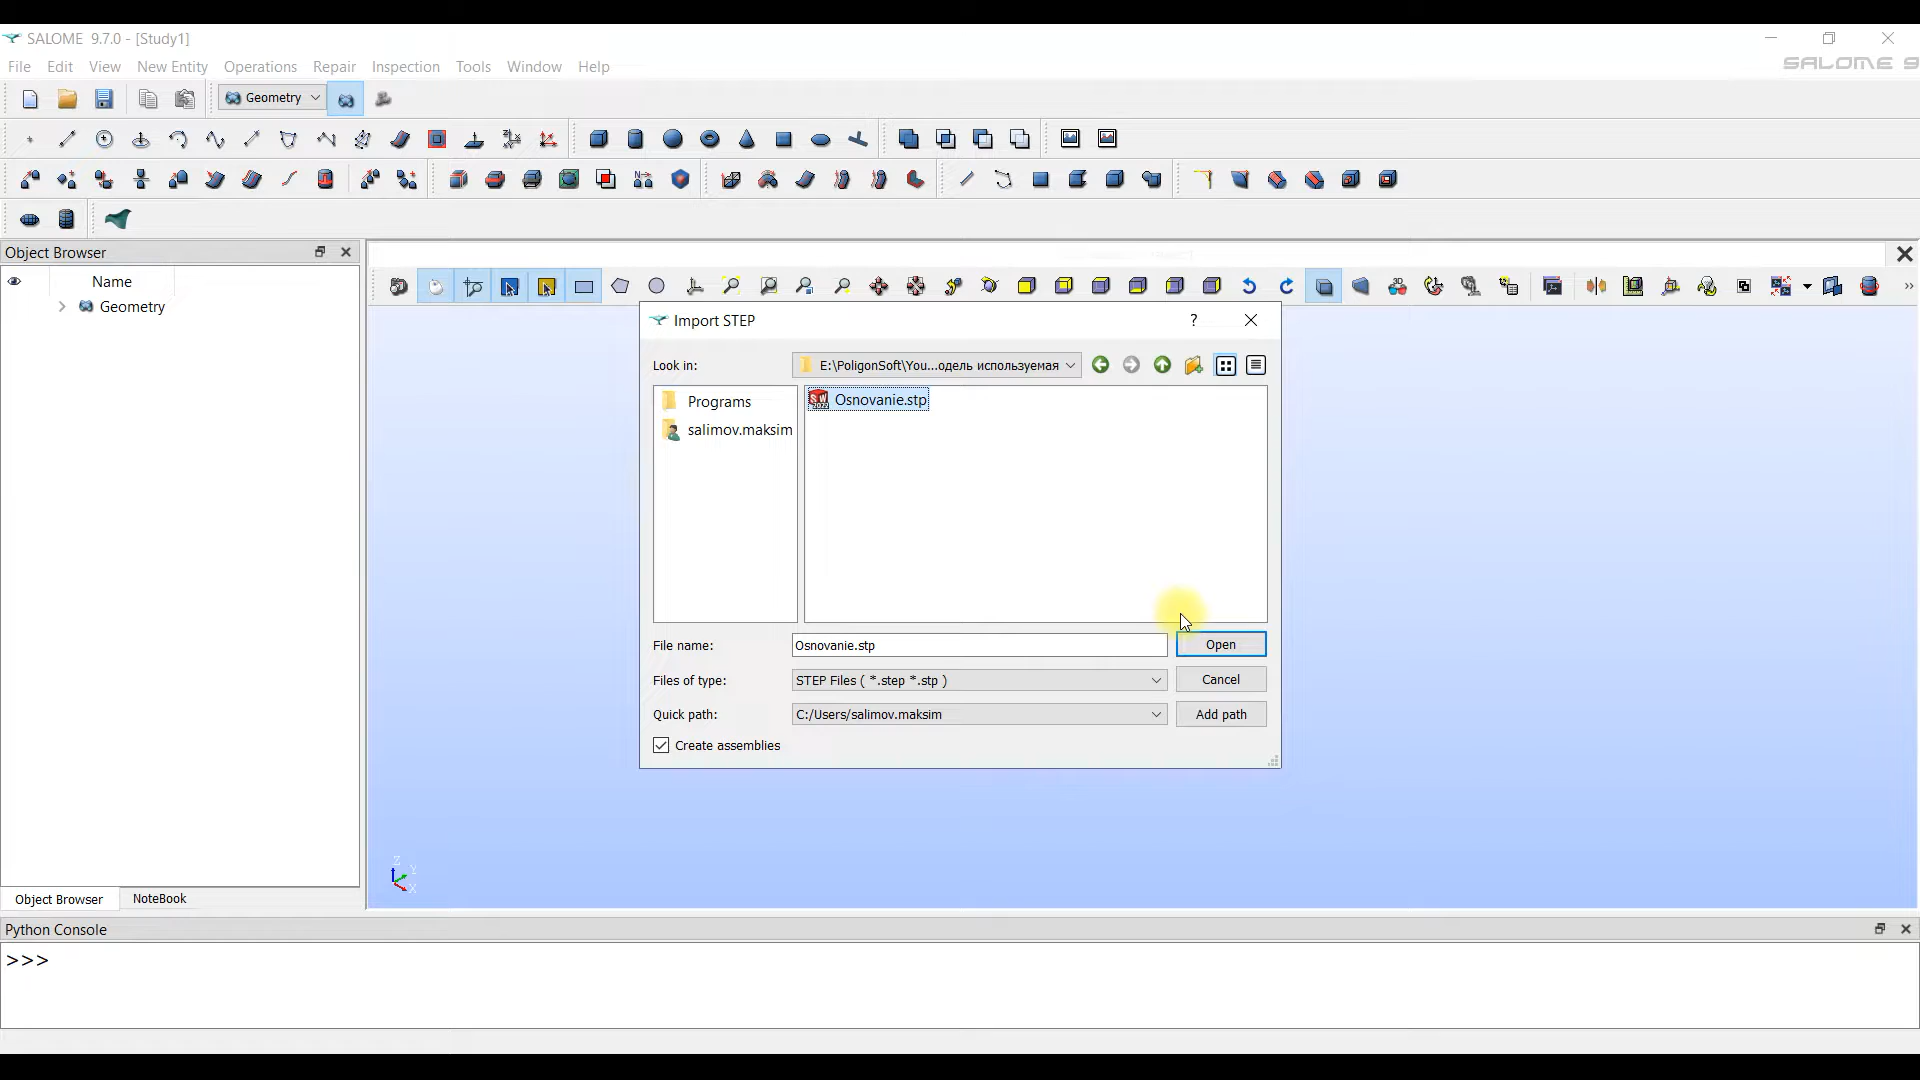 SALOME 9.7.0 - [Study1]
File Edit View New Entity Operations Repair Inspection Tools Window Help
SALOME 9
Geometry
Object Browser
Name
Geometry
Import STEP
?
Look in:
E:\PoligonSoft\You...одель используемая
Programs
Osnovanie.stp
salimov.maksim
File name:
Osnovanie.stp
Open
Files of type:
STEP Files ( *.step *.stp )
Cancel
Quick path:
C:/Users/salimov.maksim
Add path
Create assemblies
Z
Y
X
Object Browser
NoteBook
Python Console
>>>